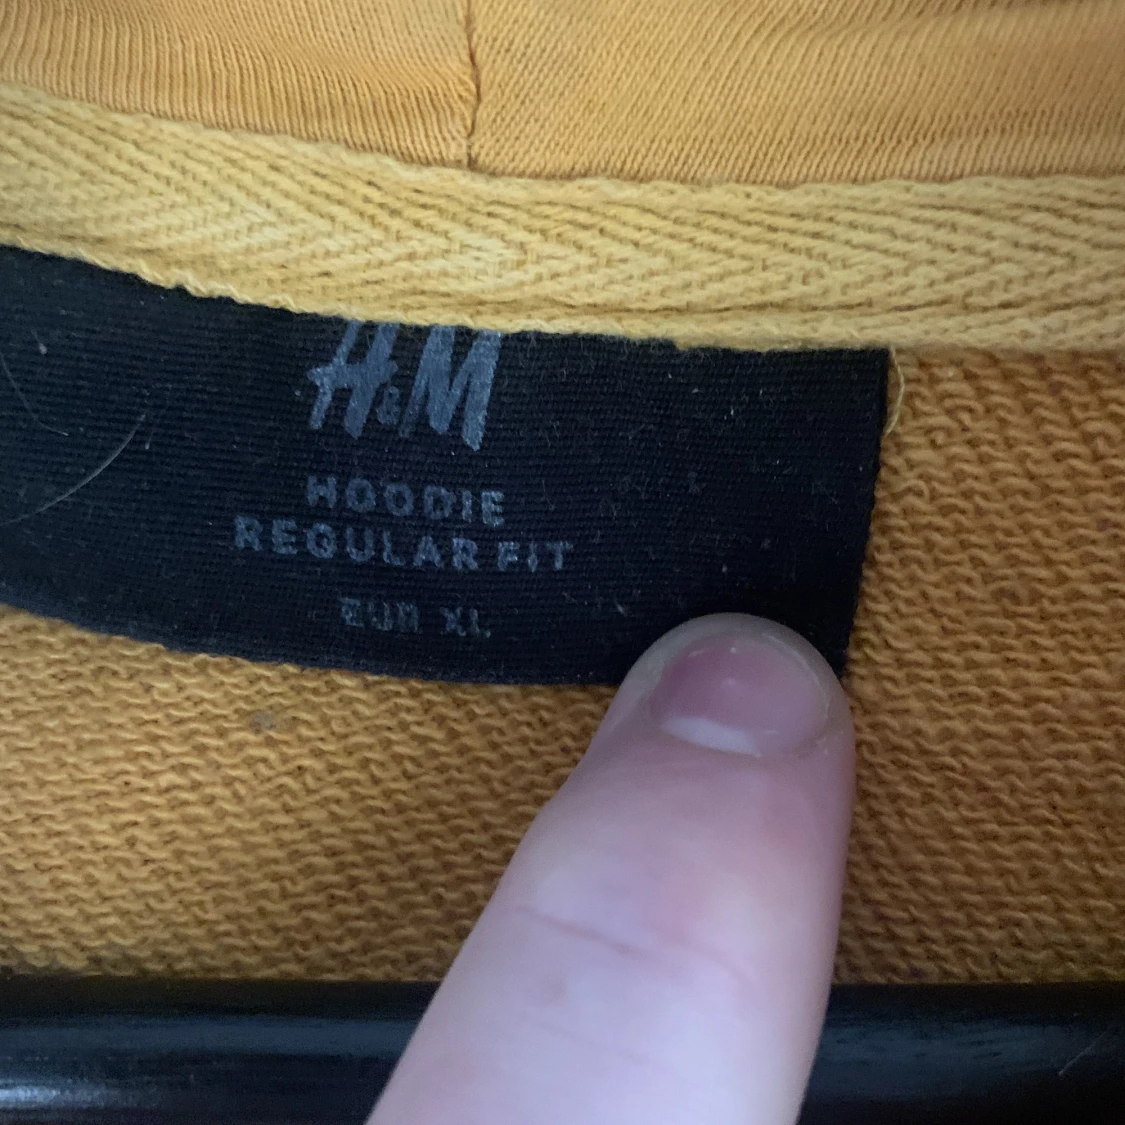 H&M
HOODIE
REGULAR FIT
EUR XL